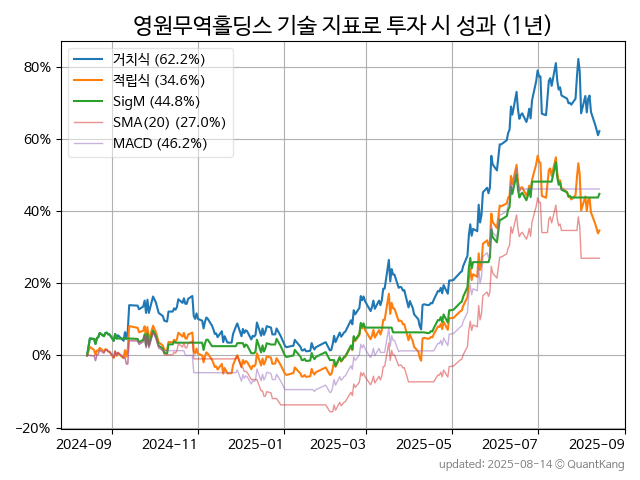 영원무역홀딩스 기술 지표로 투자 시 성과 (1년)
거치식 (62.2%)
적립식 (34.6%)
SigM (44.8%)
SMA(20) (27.0%)
MACD (46.2%)
80%
60%
40%
20%
0%
−20%
2024-09 2024-11 2025-01 2025-03 2025-05 2025-07 2025-09
updated: 2025-08-14 © QuantKang